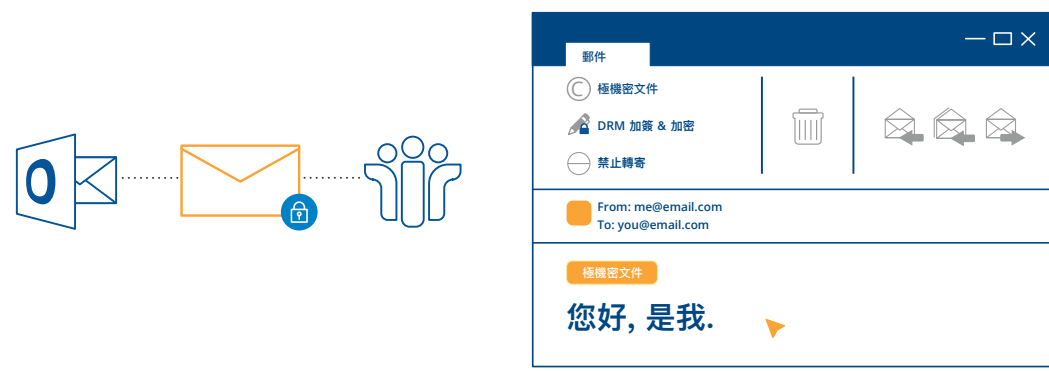 O
郵件
極機密文件
DRM 加簽 & 加密
禁止轉寄
From: me@email.com
To: you@email.com
極機密文件
您好, 是我.